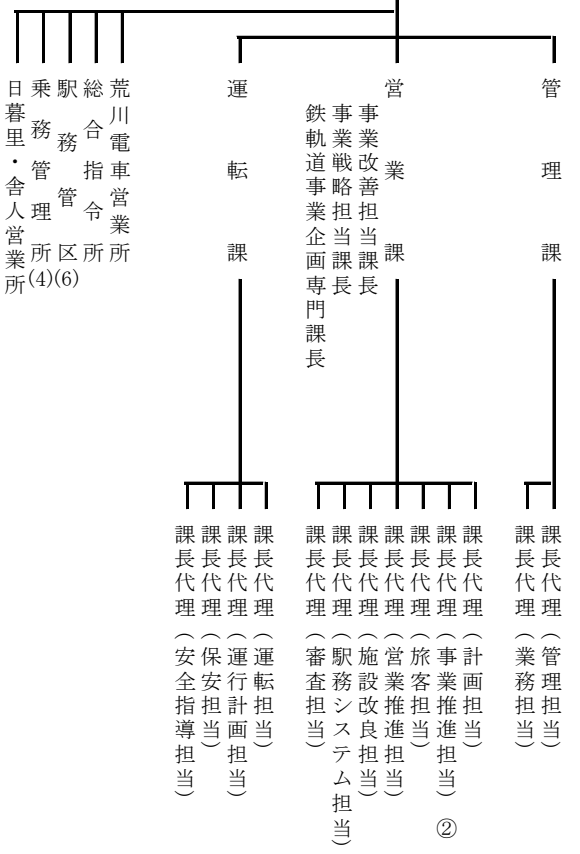 管理課
営業課
事業改善担当課長
事業戦略担当課長
鉄軌道事業企画専門課長
運転課
荒川電車営業所
総合指令所
駅務管区(6)
乗務管理所(4)
日暮里・舎人営業所
課長代理(管理担当)
課長代理(業務担当)
課長代理(計画担当)
課長代理(事業推進担当) ②
課長代理(旅客担当)
課長代理(営業推進担当)
課長代理(施設改良担当)
課長代理(駅務システム担当)
課長代理(審査担当)
課長代理(運転担当)
課長代理(運行計画担当)
課長代理(保安担当)
課長代理(安全指導担当)